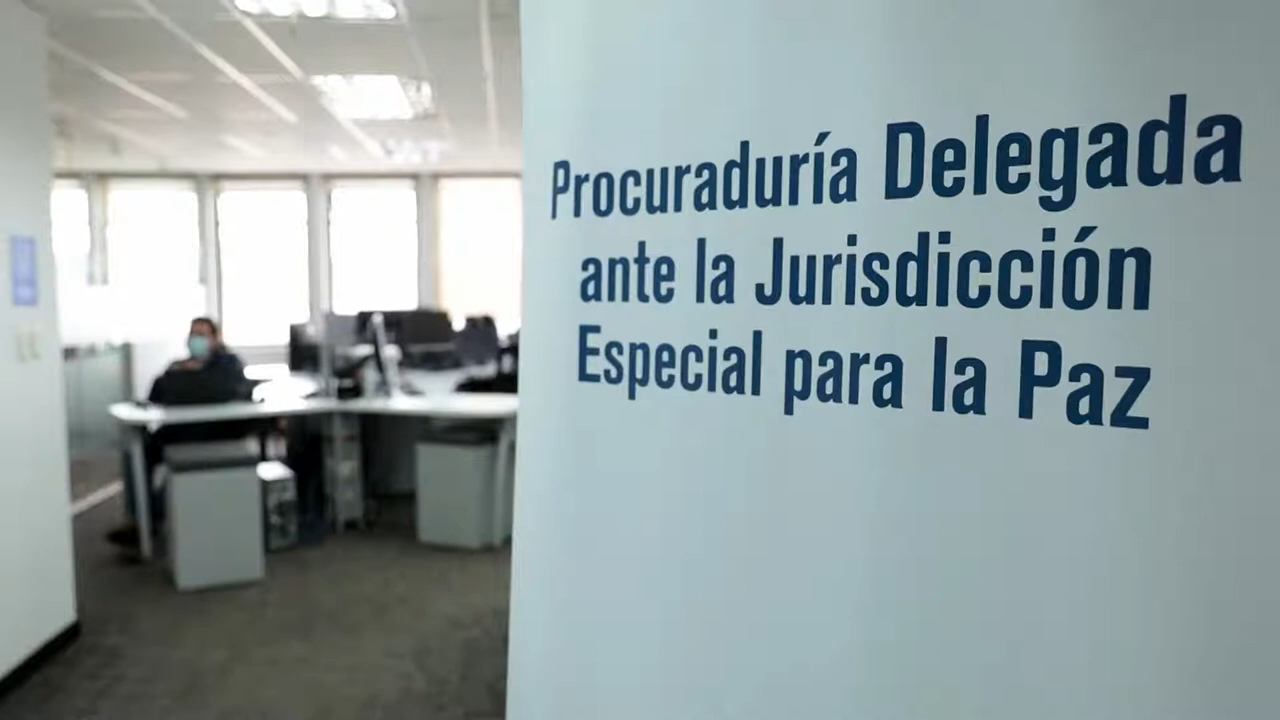 Procuraduría Delegada
ante la Jurisdicción
Especial para la Paz